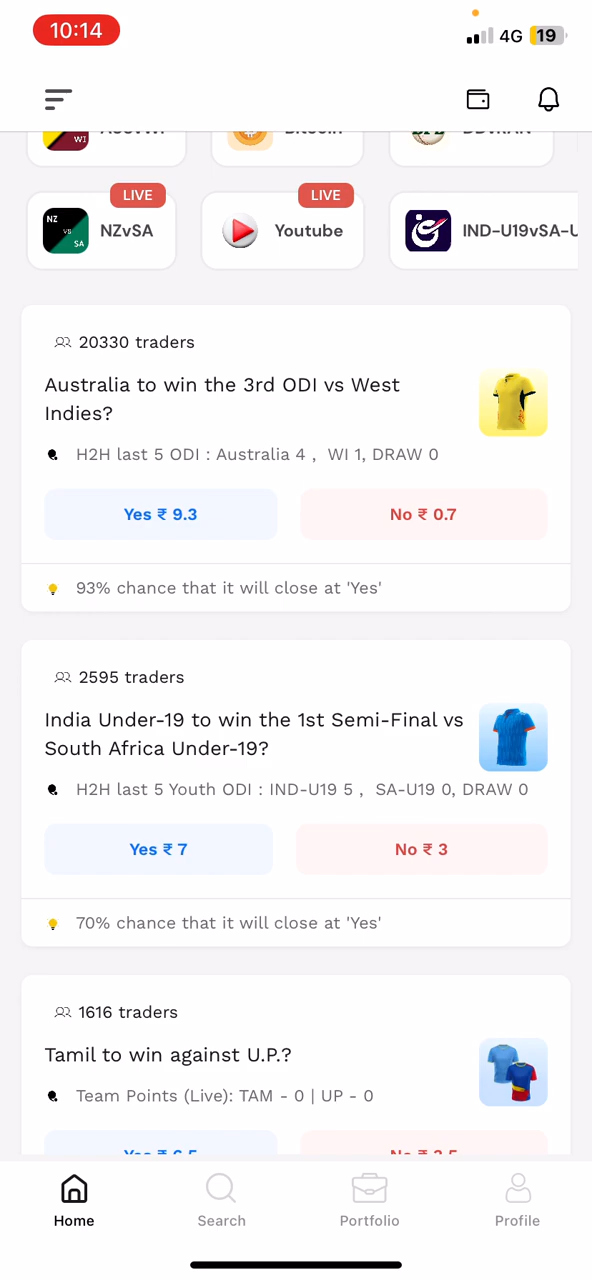 10:14
4G 19
LIVE
LIVE
NZ
VS
SA
NZvSA
Youtube
IND-U19vSA-U
20330 traders
Australia to win the 3rd ODI vs West
Indies?
H2H last 5 ODI : Australia 4 , WI 1, DRAW 0
Yes ₹ 9.3
No ₹ 0.7
93% chance that it will close at 'Yes'
2595 traders
India Under-19 to win the 1st Semi-Final vs
South Africa Under-19?
H2H last 5 Youth ODI : IND-U19 5 , SA-U19 0, DRAW 0
Yes ₹ 7
No ₹ 3
70% chance that it will close at 'Yes'
1616 traders
Tamil to win against U.P.?
Team Points (Live): TAM - 0 | UP - 0
Home
Search
Portfolio
Profile